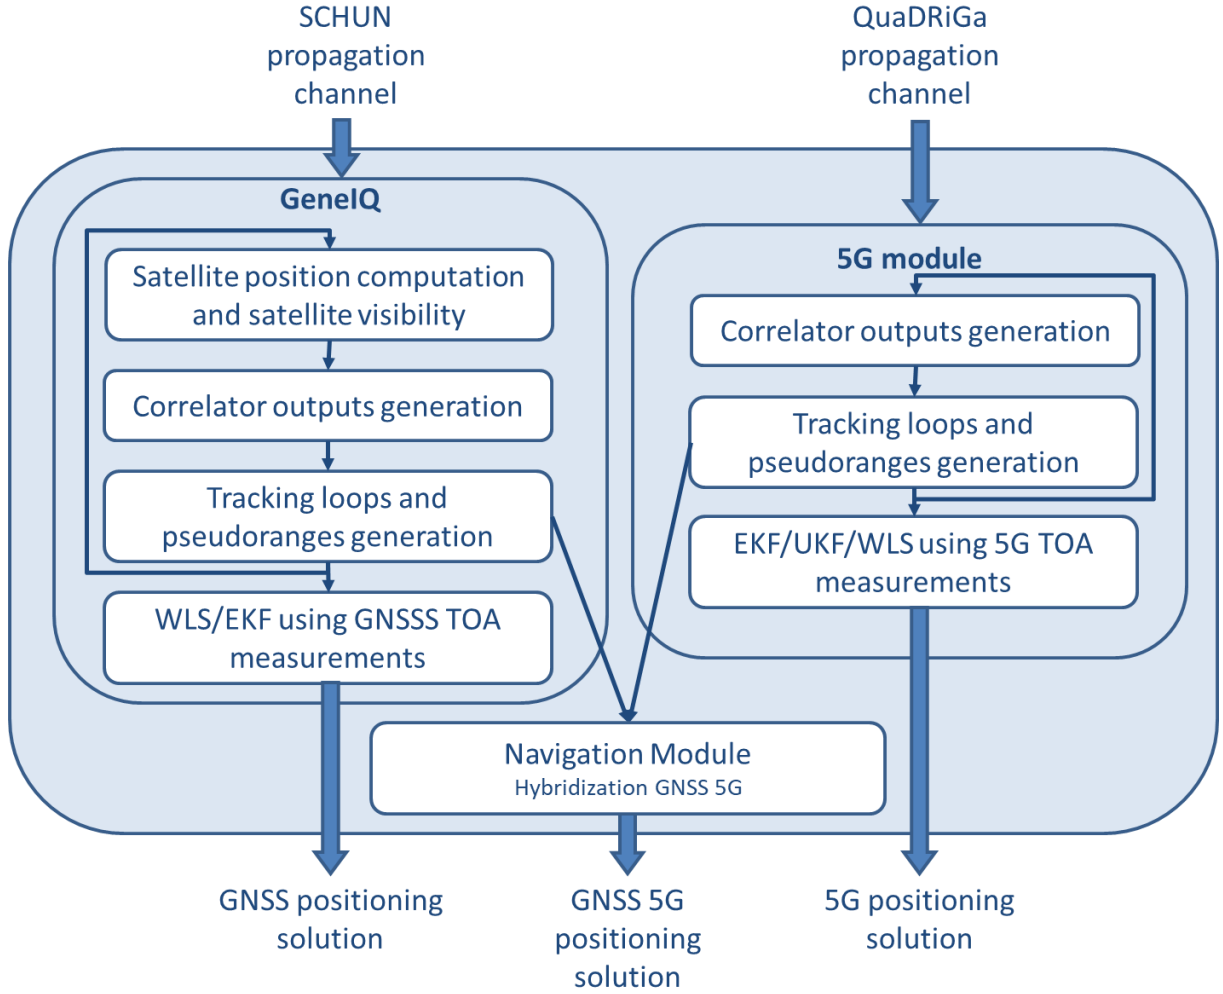 SCHUN
propagation
channel
QuaDRiGa
propagation
channel
GeneIQ
Satellite position computation
and satellite visibility
Correlator outputs generation
Tracking loops and
pseudoranges generation
WLS/EKF using GNSSS TOA
measurements
5G module
Correlator outputs generation
Tracking loops and
pseudoranges generation
EKF/UKF/WLS using 5G TOA
measurements
Navigation Module
Hybridization GNSS 5G
GNSS positioning
solution
GNSS 5G
positioning
solution
5G positioning
solution